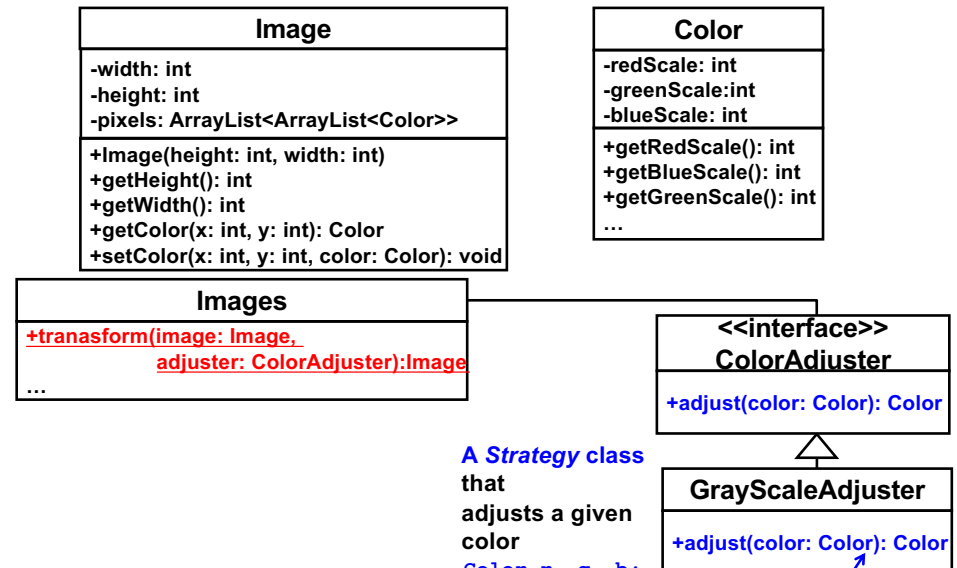 Image
-width: int
-height: int
-pixels: ArrayList<ArrayList<Color>>
+Image(height: int, width: int)
+getHeight(): int
+getWidth(): int
+getColor(x: int, y: int): Color
+setColor(x: int, y: int, color: Color): void
Color
-redScale: int
-greenScale:int
-blueScale: int
+getRedScale(): int
+getBlueScale(): int
+getGreenScale(): int
…
Images
+tranasform(image: Image,
adjuster: ColorAdjuster):Image
…
<<interface>>
ColorAdjuster
+adjust(color: Color): Color
A Strategy class
that
adjusts a given
color
GrayScaleAdjuster
+adjust(color: Color): Color